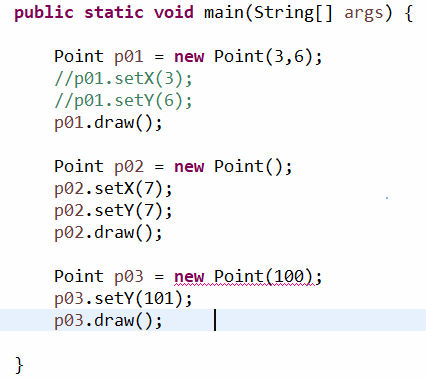 public static void main(String[] args) {
Point p01 = new Point(3,6);
//p01.setX(3);
//p01.setY(6);
p01.draw();
Point p02 = new Point();
p02.setX(7);
p02.setY(7);
p02.draw();
Point p03 = new Point(100);
p03.setY(101);
p03.draw();
}